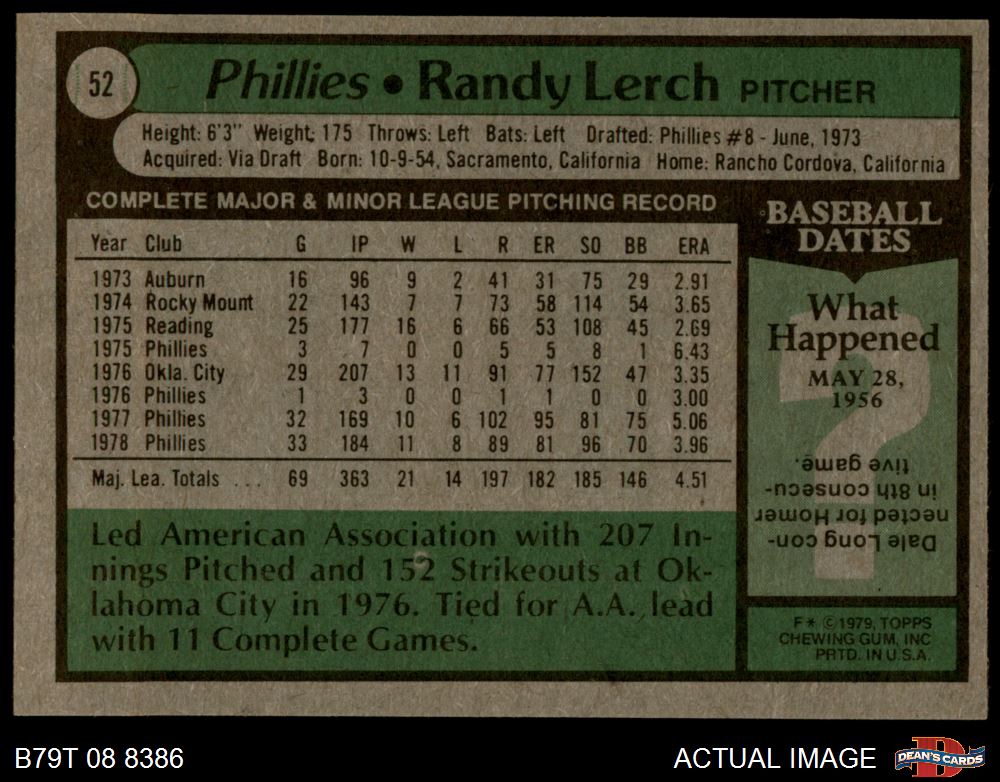 52
Phillies • Randy Lerch PITCHER
Height: 6'3" Weight: 175 Throws: Left Bats: Left Drafted: Phillies #8 - June, 1973
Acquired: Via Draft Born: 10-9-54, Sacramento, California Home: Rancho Cordova, California
COMPLETE MAJOR & MINOR LEAGUE PITCHING RECORD
Year Club G IP W L R ER SO BB ERA
1973 Auburn 16 96 9 2 41 31 75 29 2.91
1974 Rocky Mount 22 143 7 7 73 58 114 54 3.65
1975 Reading 25 177 16 6 66 53 108 45 2.69
1975 Phillies 3 7 0 0 5 5 8 1 6.43
1976 Okla. City 29 207 13 11 91 77 152 47 3.35
1976 Phillies 1 3 0 0 1 1 0 0 3.00
1977 Phillies 32 169 10 6 102 95 81 75 5.06
1978 Phillies 33 184 11 8 89 81 96 70 3.96
Maj. Lea. Totals ... 69 363 21 14 197 182 185 146 4.51
Led American Association with 207 In-
nings Pitched and 152 Strikeouts at Ok-
lahoma City in 1976. Tied for A.A. lead
with 11 Complete Games.
BASEBALL
DATES
What
Happened
MAY 28,
1956
?
Dale Long con-
nected for Homer
in 8th consecu-
tive game.
F* © 1979, TOPPS
CHEWING GUM, INC
PRTD. IN U.S.A.
B79T 08 8386
ACTUAL IMAGE
D
DEAN'S CARDS